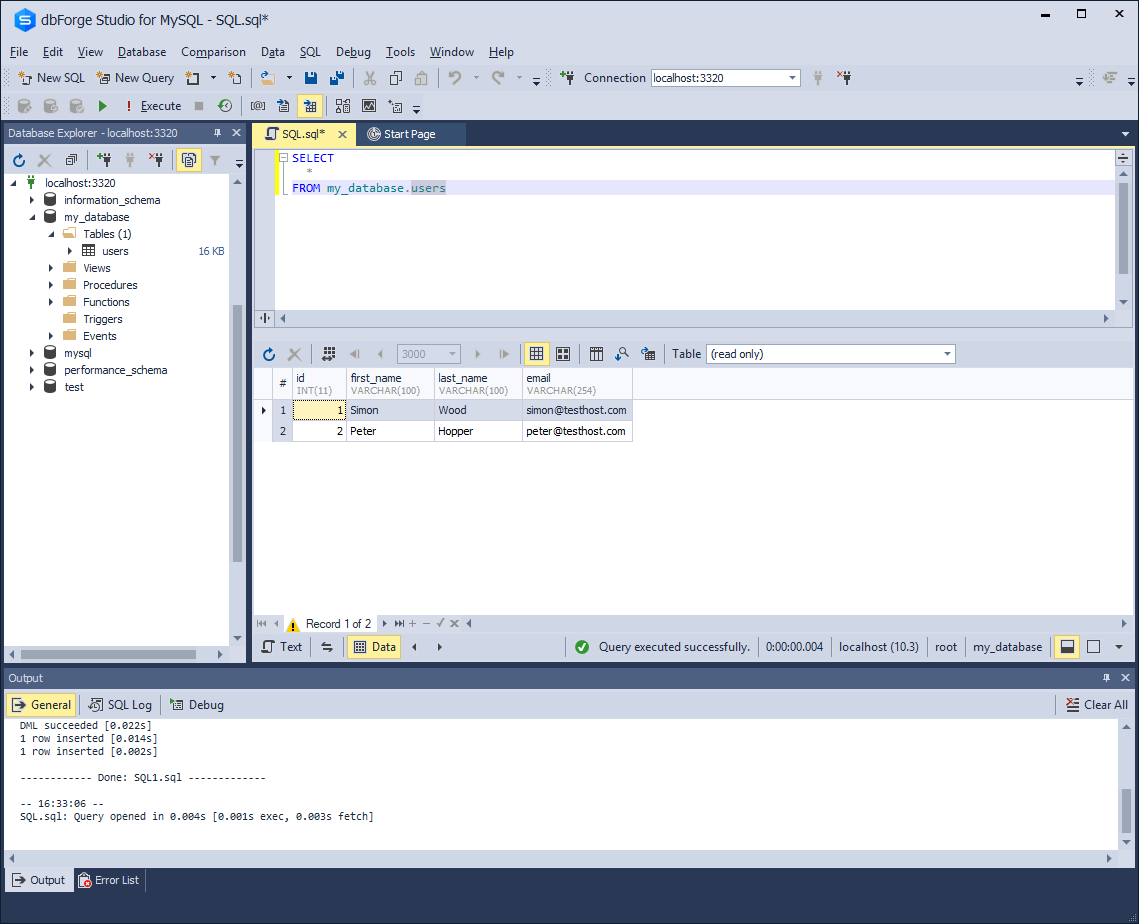 dbForge Studio for MySQL - SQL.sql*
File Edit View Database Comparison Data SQL Debug Tools Window Help
New SQL New Query Connection localhost:3320
! Execute
Database Explorer - localhost:3320
localhost:3320
information_schema
my_database
Tables (1)
users 16 KB
Views
Procedures
Functions
Triggers
Events
mysql
performance_schema
test
SQL.sql* Start Page
SELECT
*
FROM my_database.users
3000 Table (read only)
# id first_name last_name email
INT(11) VARCHAR(100) VARCHAR(100) VARCHAR(254)
1 1 Simon Wood simon@testhost.com
2 2 Peter Hopper peter@testhost.com
Record 1 of 2
Text Data Query executed successfully. 0:00:00.004 localhost (10.3) root my_database
Output
General SQL Log Debug Clear All
DML succeeded [0.022s]
1 row inserted [0.014s]
1 row inserted [0.002s]
------------ Done: SQL1.sql -------------
-- 16:33:06 --
SQL.sql: Query opened in 0.004s [0.001s exec, 0.003s fetch]
Output Error List